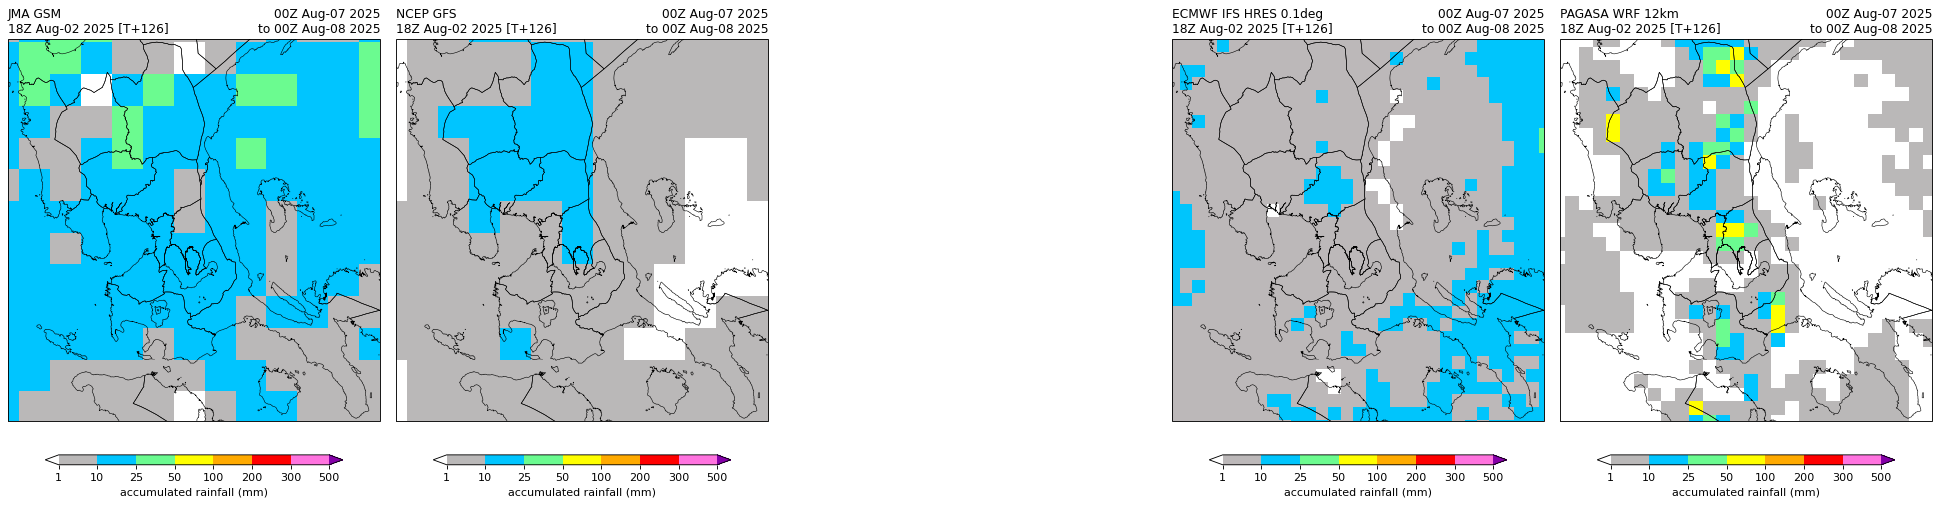 JMA GSM 00Z Aug-07 2025
18Z Aug-02 2025 [T+126] to 00Z Aug-08 2025
NCEP GFS 00Z Aug-07 2025
18Z Aug-02 2025 [T+126] to 00Z Aug-08 2025
ECMWF IFS HRES 0.1deg 00Z Aug-07 2025
18Z Aug-02 2025 [T+126] to 00Z Aug-08 2025
PAGASA WRF 12km 00Z Aug-07 2025
18Z Aug-02 2025 [T+126] to 00Z Aug-08 2025
1 10 25 50 100 200 300 500
accumulated rainfall (mm)
1 10 25 50 100 200 300 500
accumulated rainfall (mm)
1 10 25 50 100 200 300 500
accumulated rainfall (mm)
1 10 25 50 100 200 300 500
accumulated rainfall (mm)